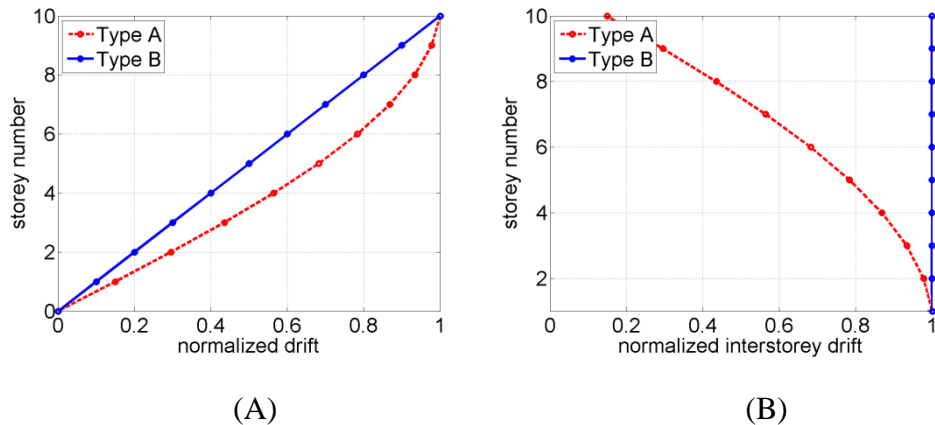 10
8
6
4
2
0
storey number
Type A
Type B
0 0.2 0.4 0.6 0.8 1
normalized drift
(A)
10
8
6
4
2
storey number
Type A
Type B
0 0.2 0.4 0.6 0.8 1
normalized interstorey drift
(B)